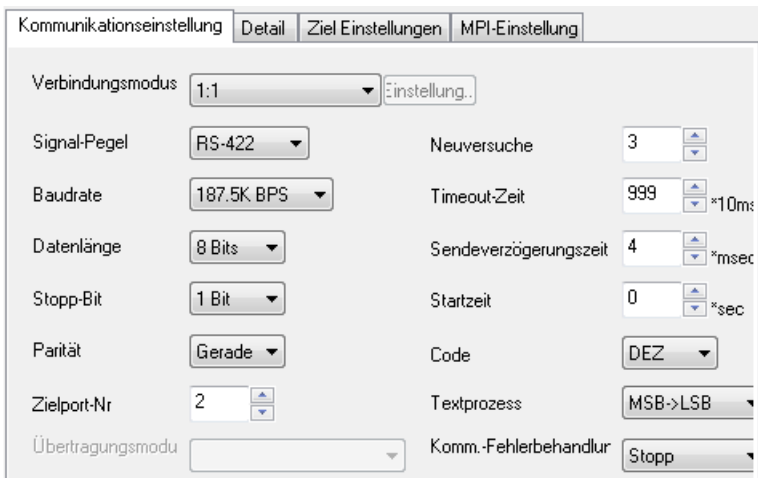 Kommunikationseinstellung Detail Ziel Einstellungen MPI-Einstellung
Verbindungsmodus 1:1 Einstellung..
Signal-Pegel RS-422 Neuversuche 3
Baudrate 187.5K BPS Timeout-Zeit 999 *10ms
Datenlänge 8 Bits Sendeverzögerungszeit 4 *msec
Stopp-Bit 1 Bit Startzeit 0 *sec
Parität Gerade Code DEZ
Zielport-Nr 2 Textprozess MSB->LSB
Übertragungsmodu Komm.-Fehlerbehandlur Stopp